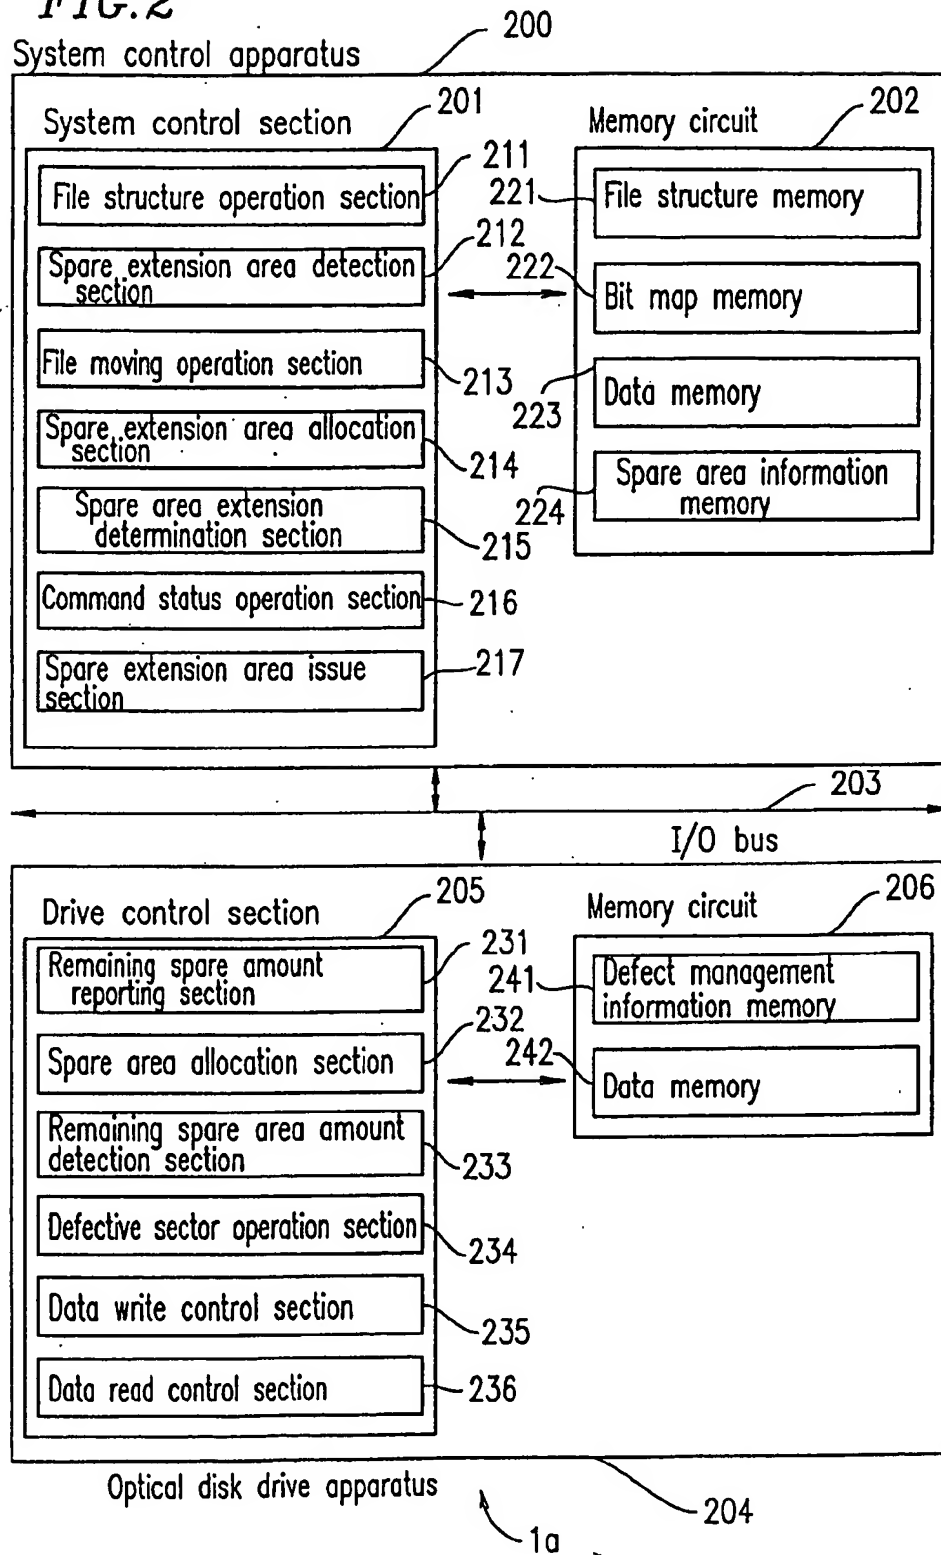 FIG.2
200
System control apparatus
System control section
201
Memory circuit
202
File structure operation section
211
221
File structure memory
Spare extension area detection
section
212
222
Bit map memory
File moving operation section
213
223
Data memory
Spare extension area allocation
section
214
224
Spare area information
memory
Spare area extension
determination section
215
Command status operation section
216
Spare extension area issue
section
217
203
I/O bus
Drive control section
205
Memory circuit
206
Remaining spare amount
reporting section
231
241
Defect management
information memory
Spare area allocation section
232
242
Data memory
Remaining spare area amount
detection section
233
Defective sector operation section
234
Data write control section
235
Data read control section
236
Optical disk drive apparatus
204
1a